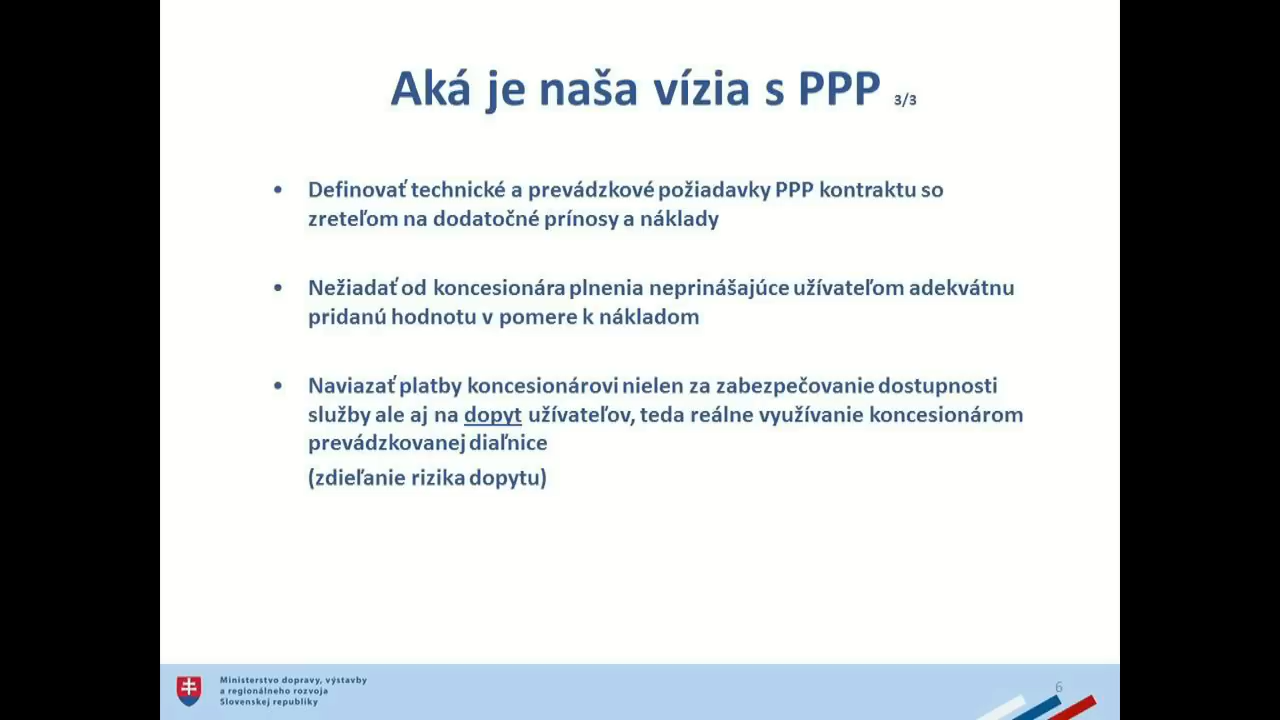 Aká je naša vízia s PPP 3/3
• Definovať technické a prevádzkové požiadavky PPP kontraktu so
zreteľom na dodatočné prínosy a náklady
• Nežiadať od koncesionára plnenia neprinášajúce užívateľom adekvátnu
pridanú hodnotu v pomere k nákladom
• Naviazať platby koncesionárovi nielen za zabezpečovanie dostupnosti
služby ale aj na dopyt užívateľov, teda reálne využívanie koncesionárom
prevádzkovanej diaľnice
(zdieľanie rizika dopytu)
Ministerstvo dopravy, výstavby
a regionálneho rozvoja
Slovenskej republiky
6